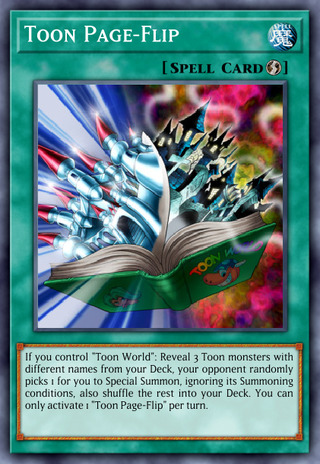 Toon Page-Flip
[Spell Card]
TOON
If you control "Toon World": Reveal 3 Toon monsters with
different names from your Deck, your opponent randomly
picks 1 for you to Special Summon, ignoring its Summoning
conditions, also shuffle the rest into your Deck. You can
only activate 1 "Toon Page-Flip" per turn.